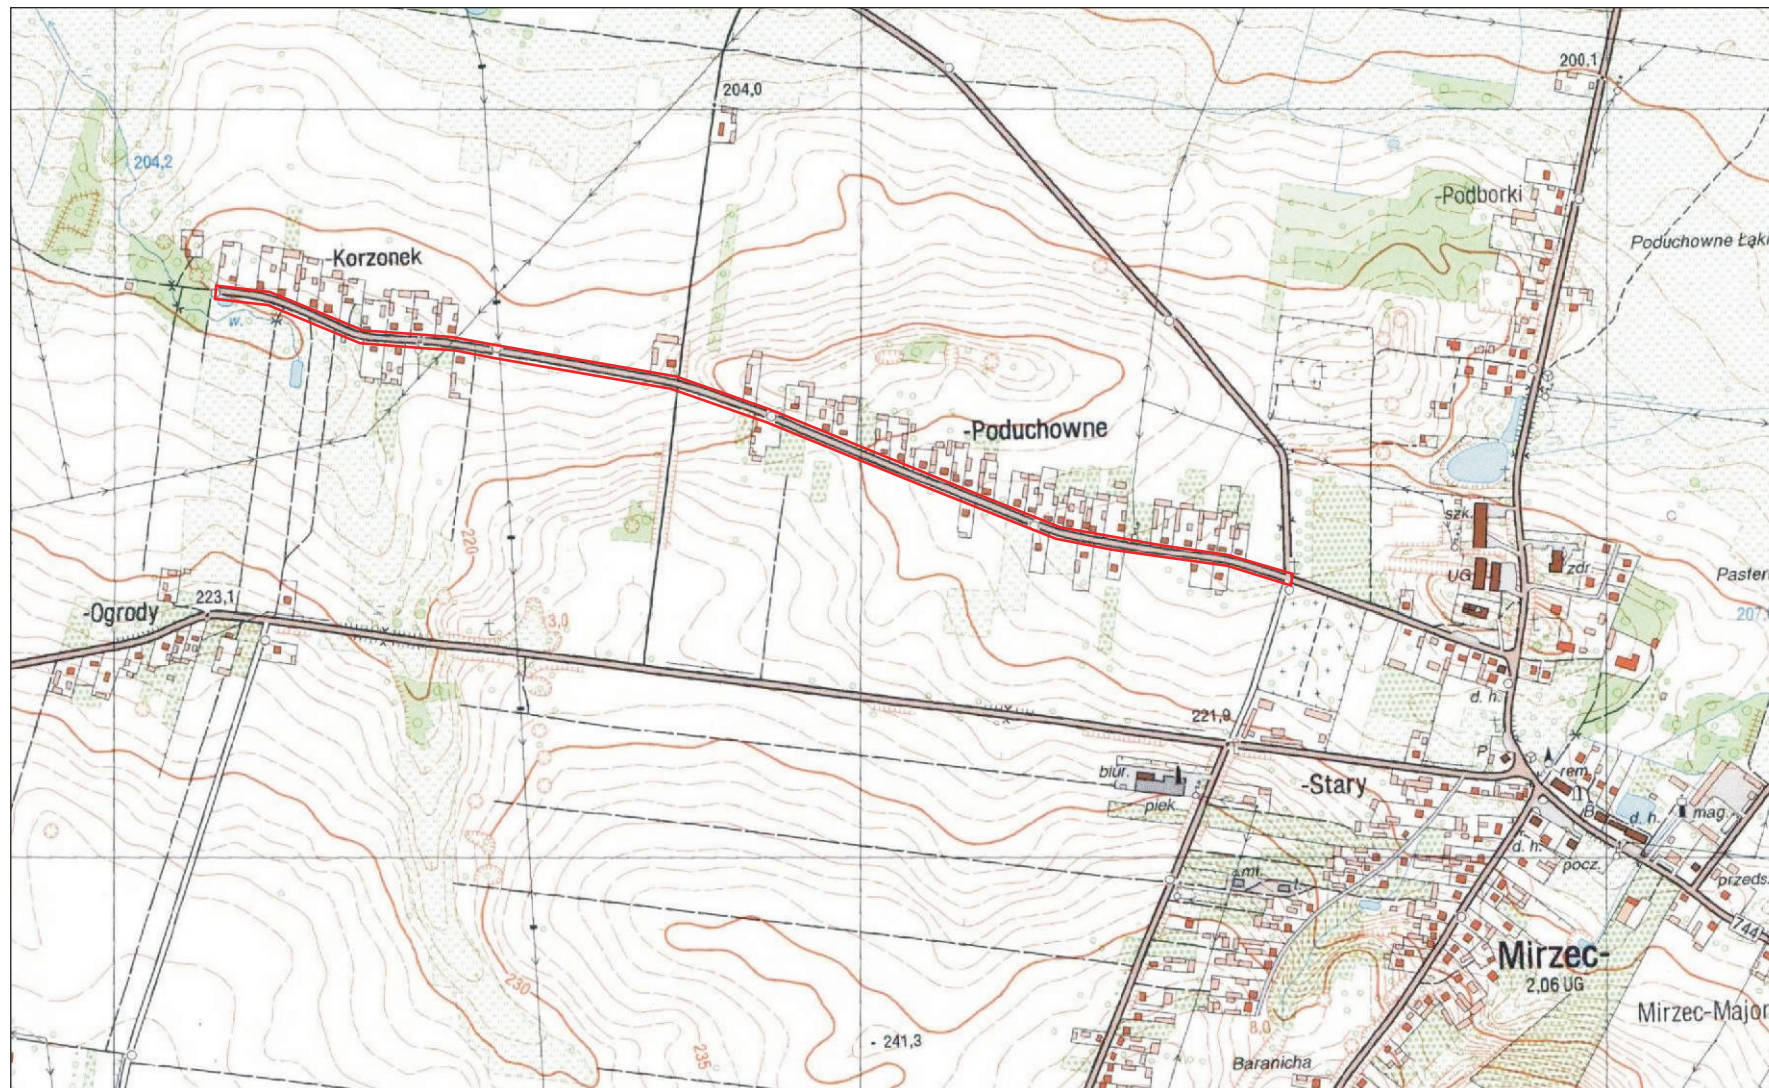 200,1
204,0
204,2
-Podborki
Poduchowne Łąki
-Korzonek
w.
-Poduchowne
szk.
220
UG
zdr.
Paster
207,
223,1
-Ogrody
3,0
d. h.
221,9
P
biur.
piek.
-Stary
rem.
B
d. h.
mag.
d. h.
pocz.
przeds.
mł.
744
Mirzec-
2,06 UG
230
8,0
Mirzec-Major
235
- 241,3
Baranicha